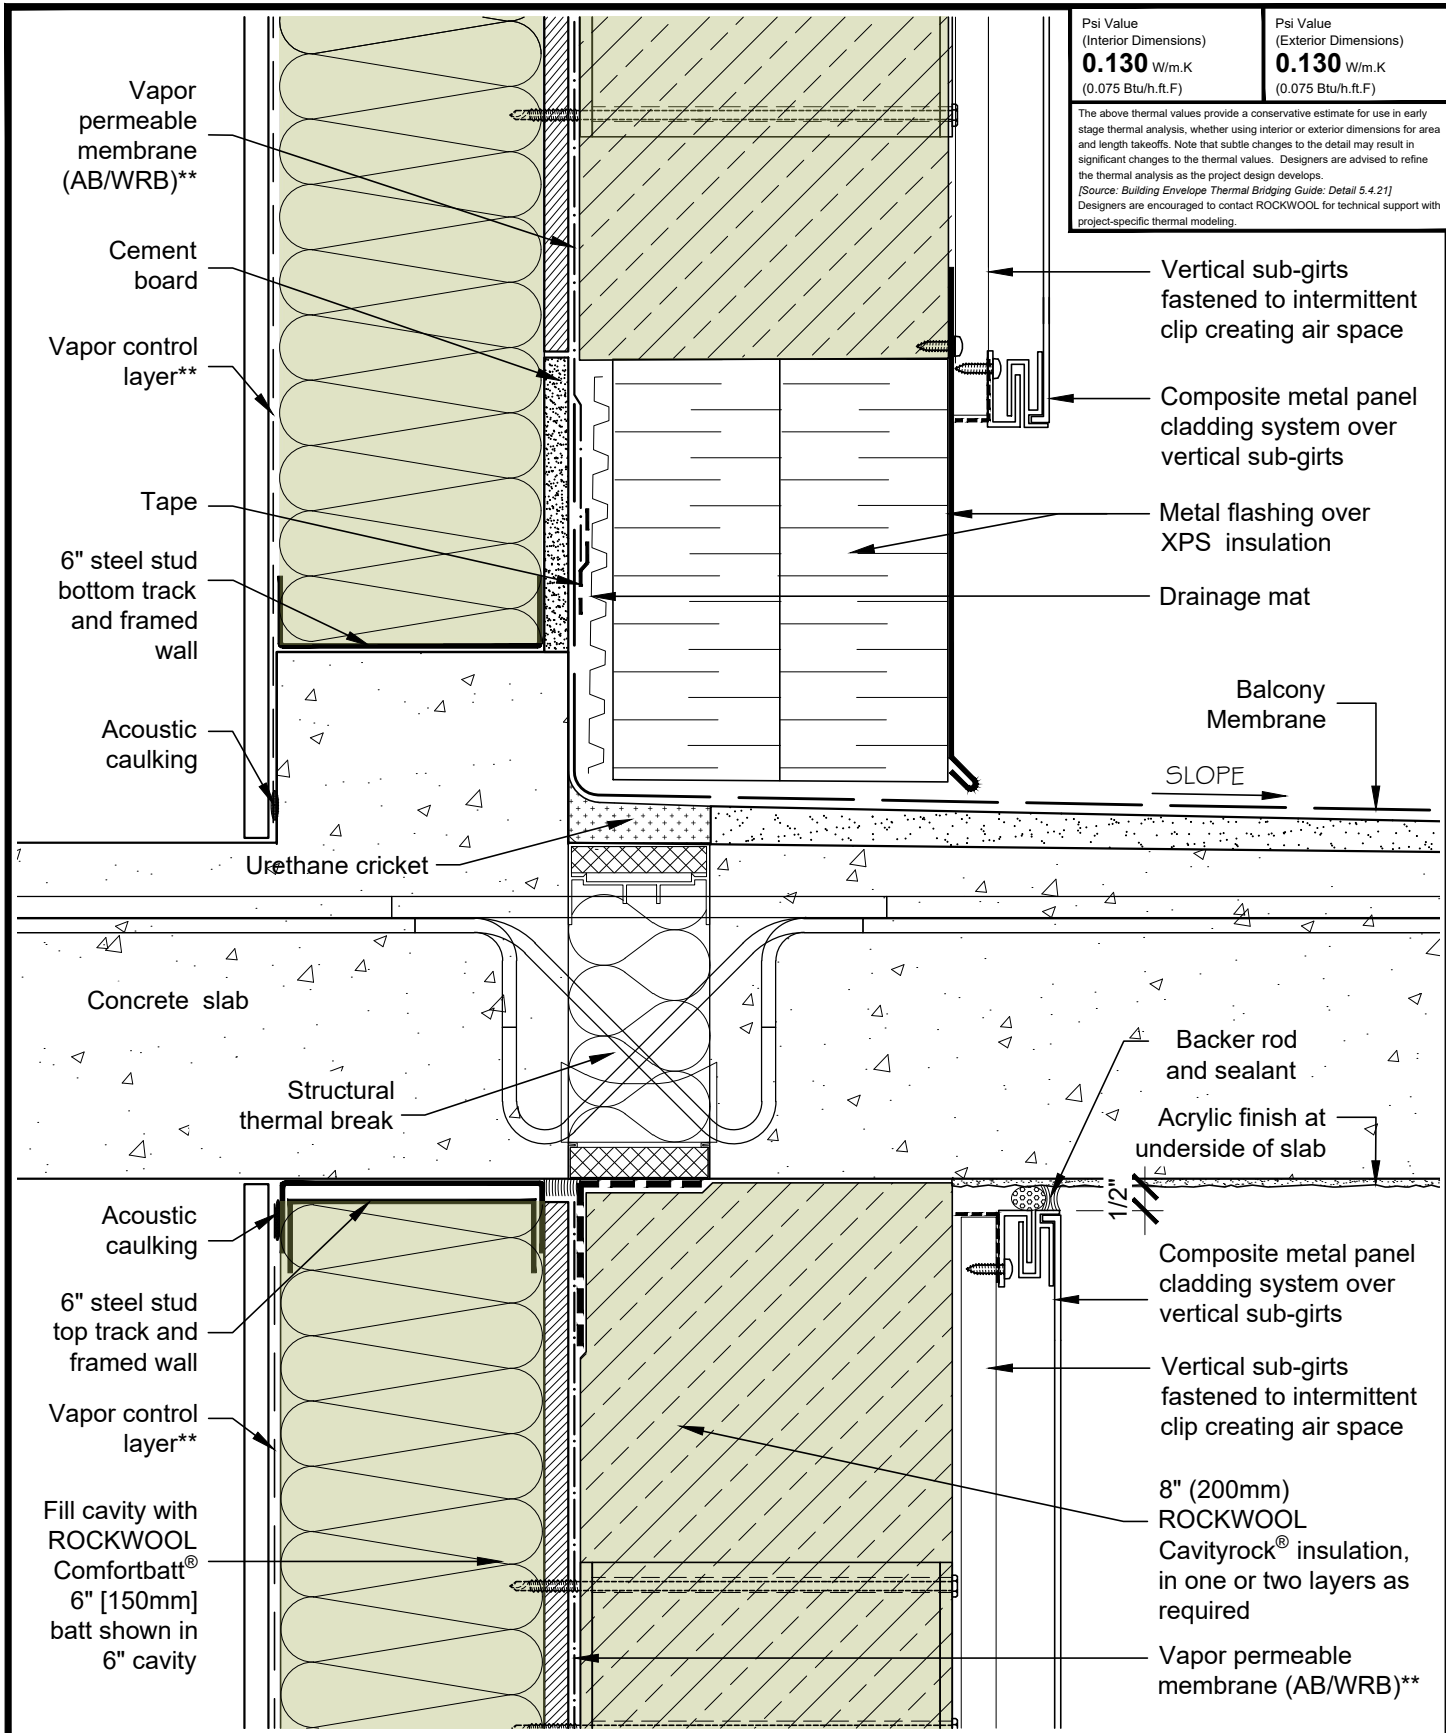 Psi Value
(Interior Dimensions)
0.130 W/m.K
(0.075 Btu/h.ft.F)
Psi Value
(Exterior Dimensions)
0.130 W/m.K
(0.075 Btu/h.ft.F)
The above thermal values provide a conservative estimate for use in early
stage thermal analysis, whether using interior or exterior dimensions for area
and length takeoffs. Note that subtle changes to the detail may result in
significant changes to the thermal values. Designers are advised to refine
the thermal analysis as the project design develops.
[Source: Building Envelope Thermal Bridging Guide: Detail 5.4.21]
Designers are encouraged to contact ROCKWOOL for technical support with
project-specific thermal modeling.
Vapor
permeable
membrane
(AB/WRB)**
Cement
board
Vapor control
layer**
Tape
6" steel stud
bottom track
and framed
wall
Acoustic
caulking
Urethane cricket
Concrete slab
Structural
thermal break
Acoustic
caulking
6" steel stud
top track and
framed wall
Vapor control
layer**
Fill cavity with
ROCKWOOL
Comfortbatt®
6" [150mm]
batt shown in
6" cavity
Vertical sub-girts
fastened to intermittent
clip creating air space
Composite metal panel
cladding system over
vertical sub-girts
Metal flashing over
XPS insulation
Drainage mat
Balcony
Membrane
SLOPE
Backer rod
and sealant
Acrylic finish at
underside of slab
1/2"
Composite metal panel
cladding system over
vertical sub-girts
Vertical sub-girts
fastened to intermittent
clip creating air space
8" (200mm)
ROCKWOOL
Cavityrock® insulation,
in one or two layers as
required
Vapor permeable
membrane (AB/WRB)**